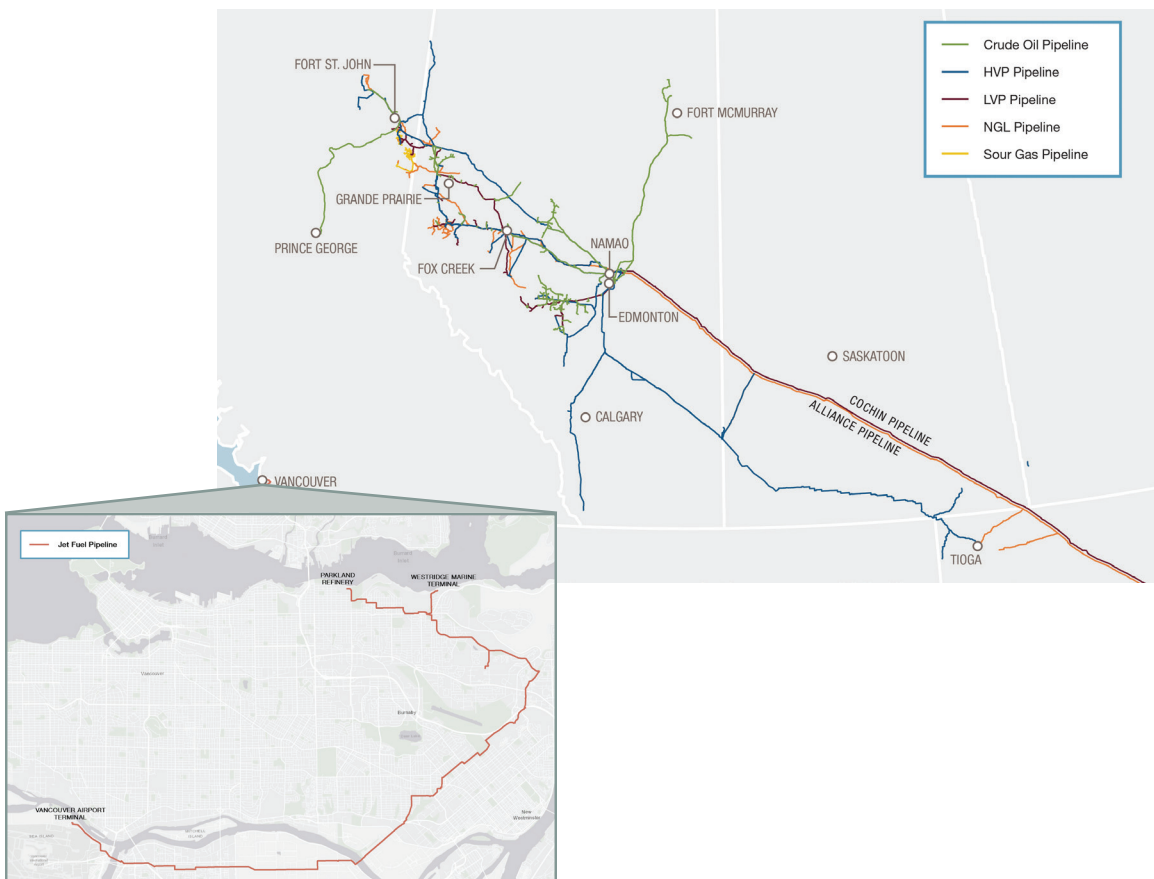 Crude Oil Pipeline
HVP Pipeline
LVP Pipeline
NGL Pipeline
Sour Gas Pipeline
FORT ST. JOHN
FORT MCMURRAY
GRANDE PRAIRIE
PRINCE GEORGE
FOX CREEK
NAMAO
EDMONTON
SASKATOON
CALGARY
COCHIN PIPELINE
ALLIANCE PIPELINE
VANCOUVER
TIOGA
Jet Fuel Pipeline
PARKLAND
REFINERY
WESTRIDGE MARINE
TERMINAL
Vancouver
Burnaby
VANCOUVER AIRPORT
TERMINAL
New
Westminster